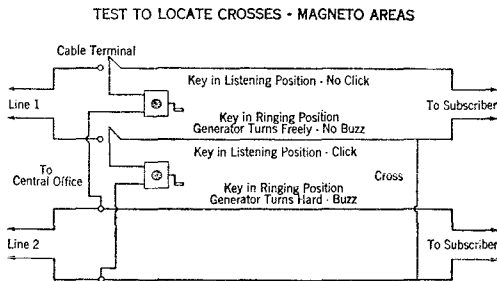 TEST TO LOCATE CROSSES - MAGNETO AREAS
Cable Terminal
Key in Listening Position - No Click
Line 1
To Subscriber
Key in Ringing Position
Generator Turns Freely - No Buzz
Key in Listening Position - Click
To
Central Office
Cross
Key in Ringing Position
Generator Turns Hard - Buzz
Line 2
To Subscriber